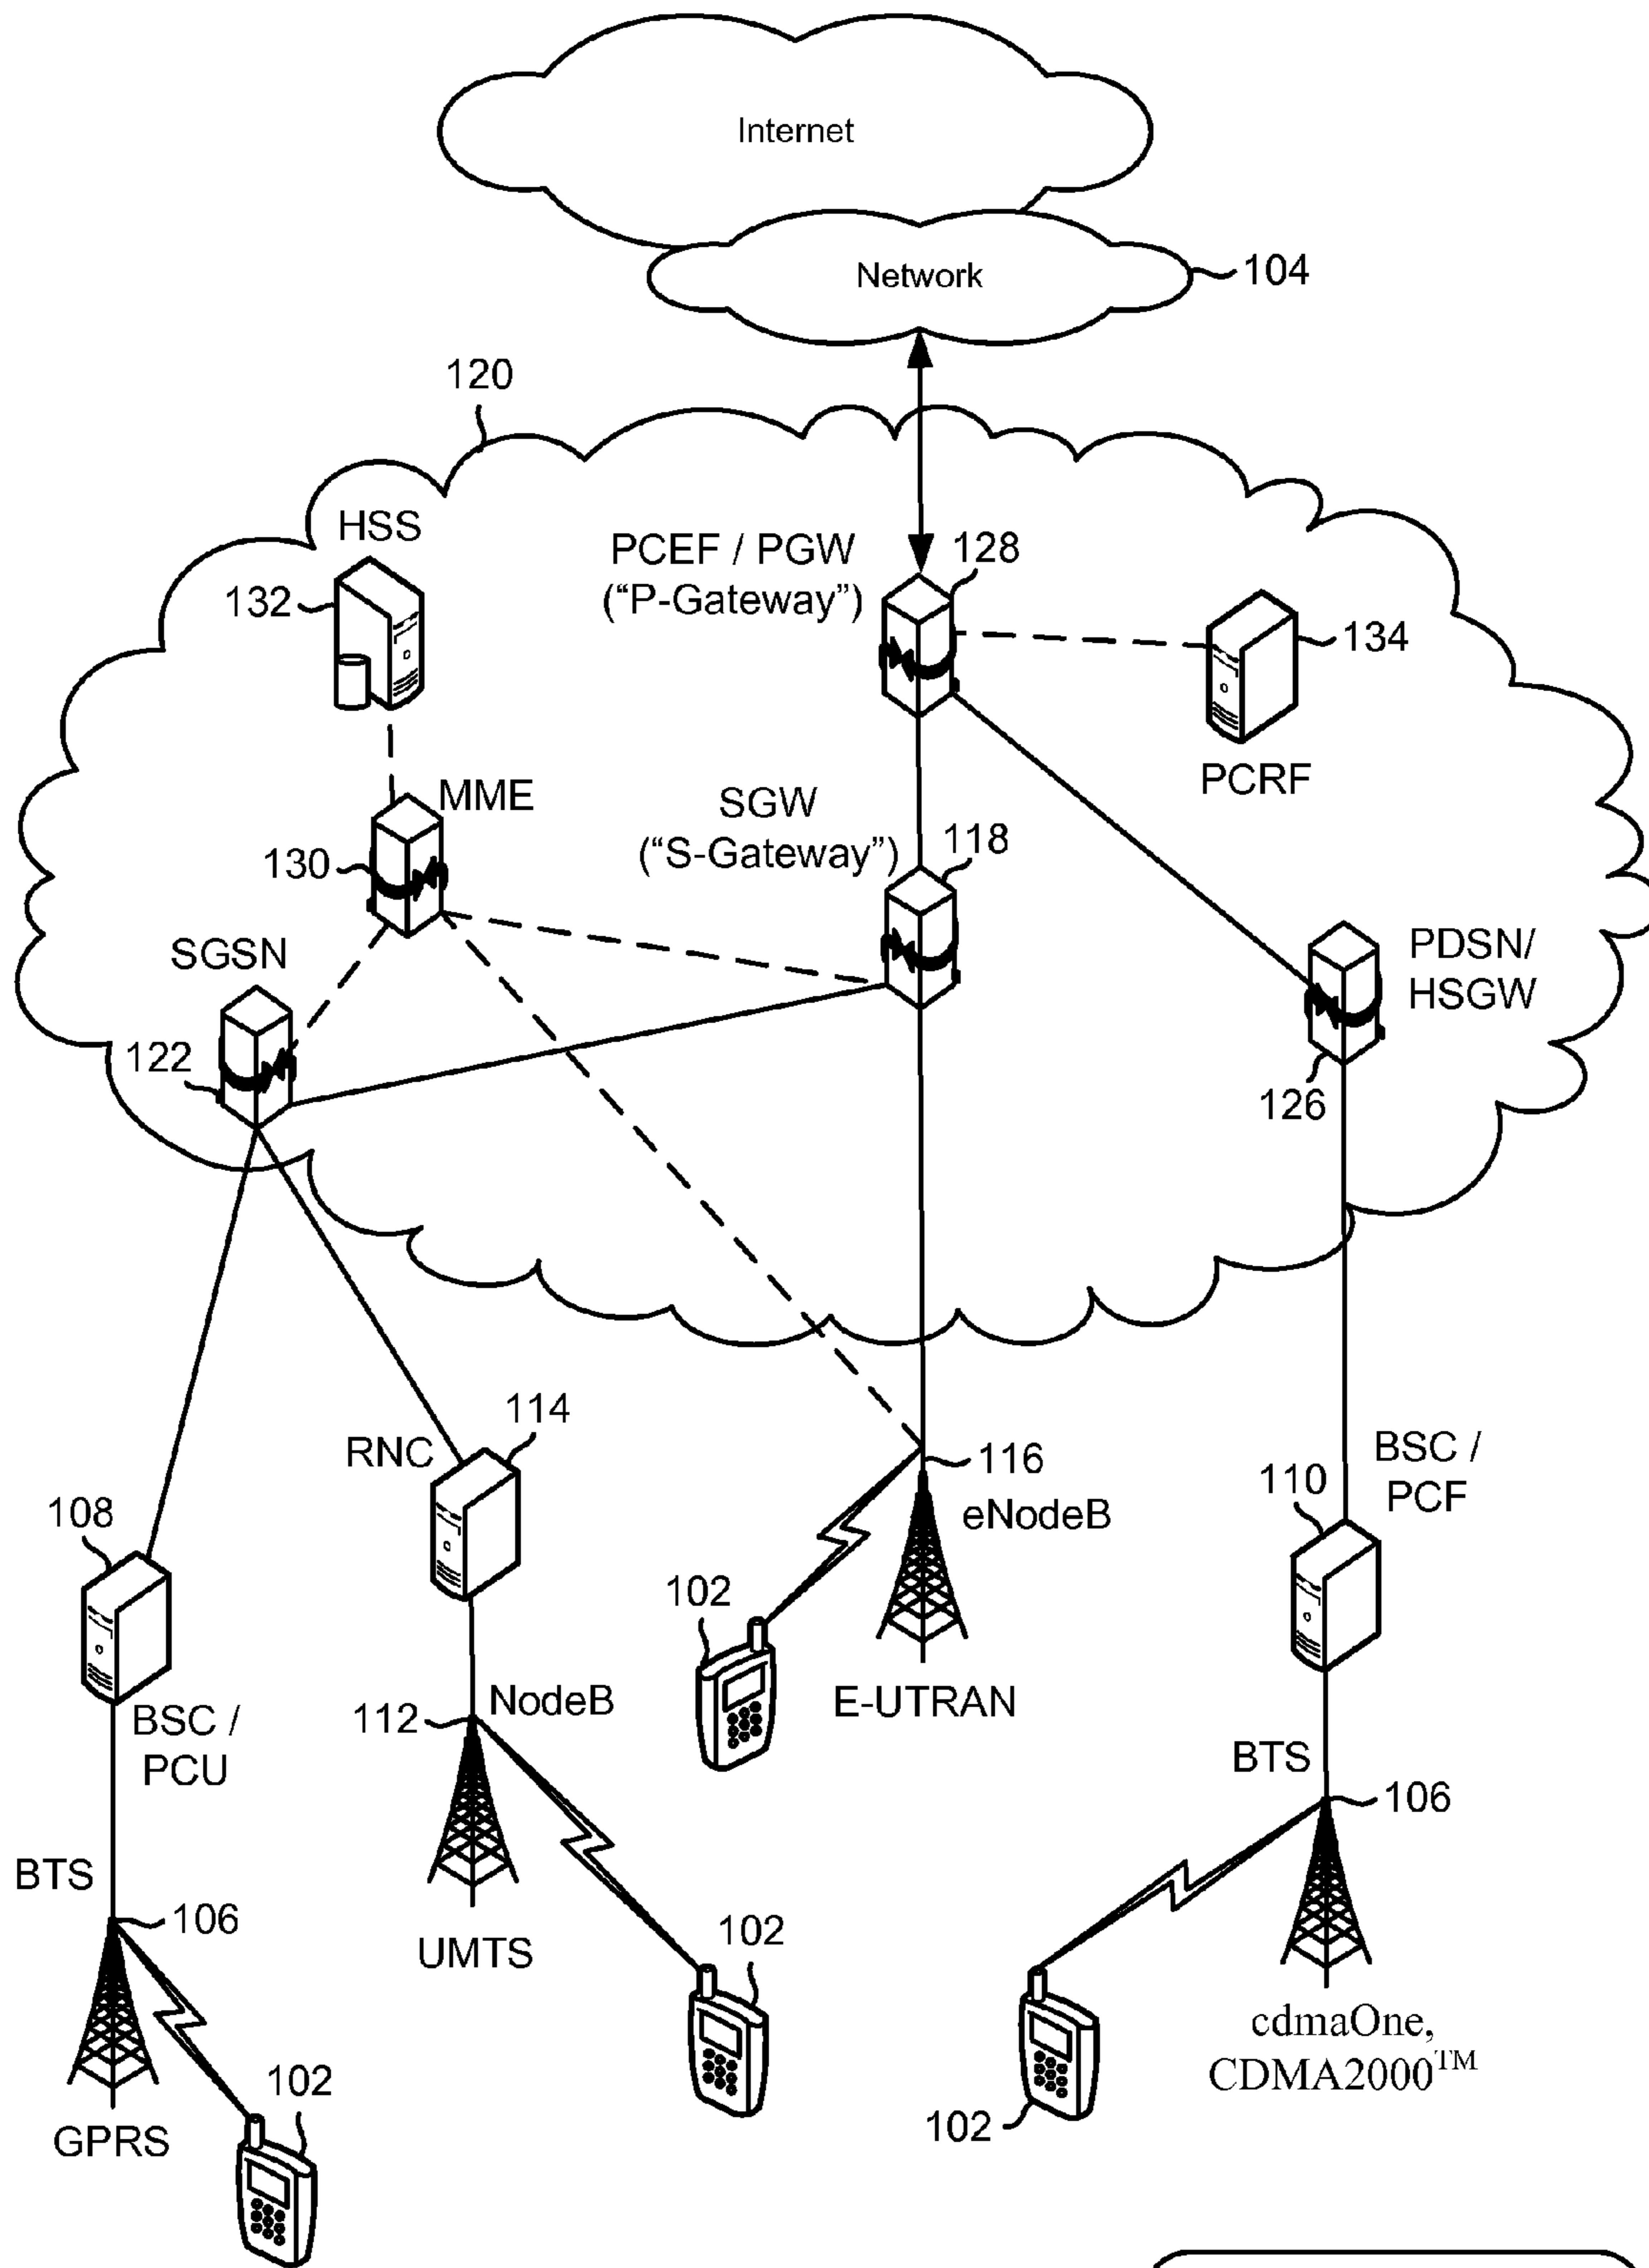 Internet
Network
104
120
HSS
132
PCEF / PGW
(“P-Gateway”)
128
134
PCRF
MME
130
SGW
(“S-Gateway”)
118
SGSN
122
PDSN/
HSGW
126
114
RNC
116
eNodeB
BSC /
PCF
110
108
102
E-UTRAN
BSC /
PCU
NodeB
112
BTS
106
BTS
106
UMTS
102
cdmaOne,
CDMA2000™
102
GPRS
102